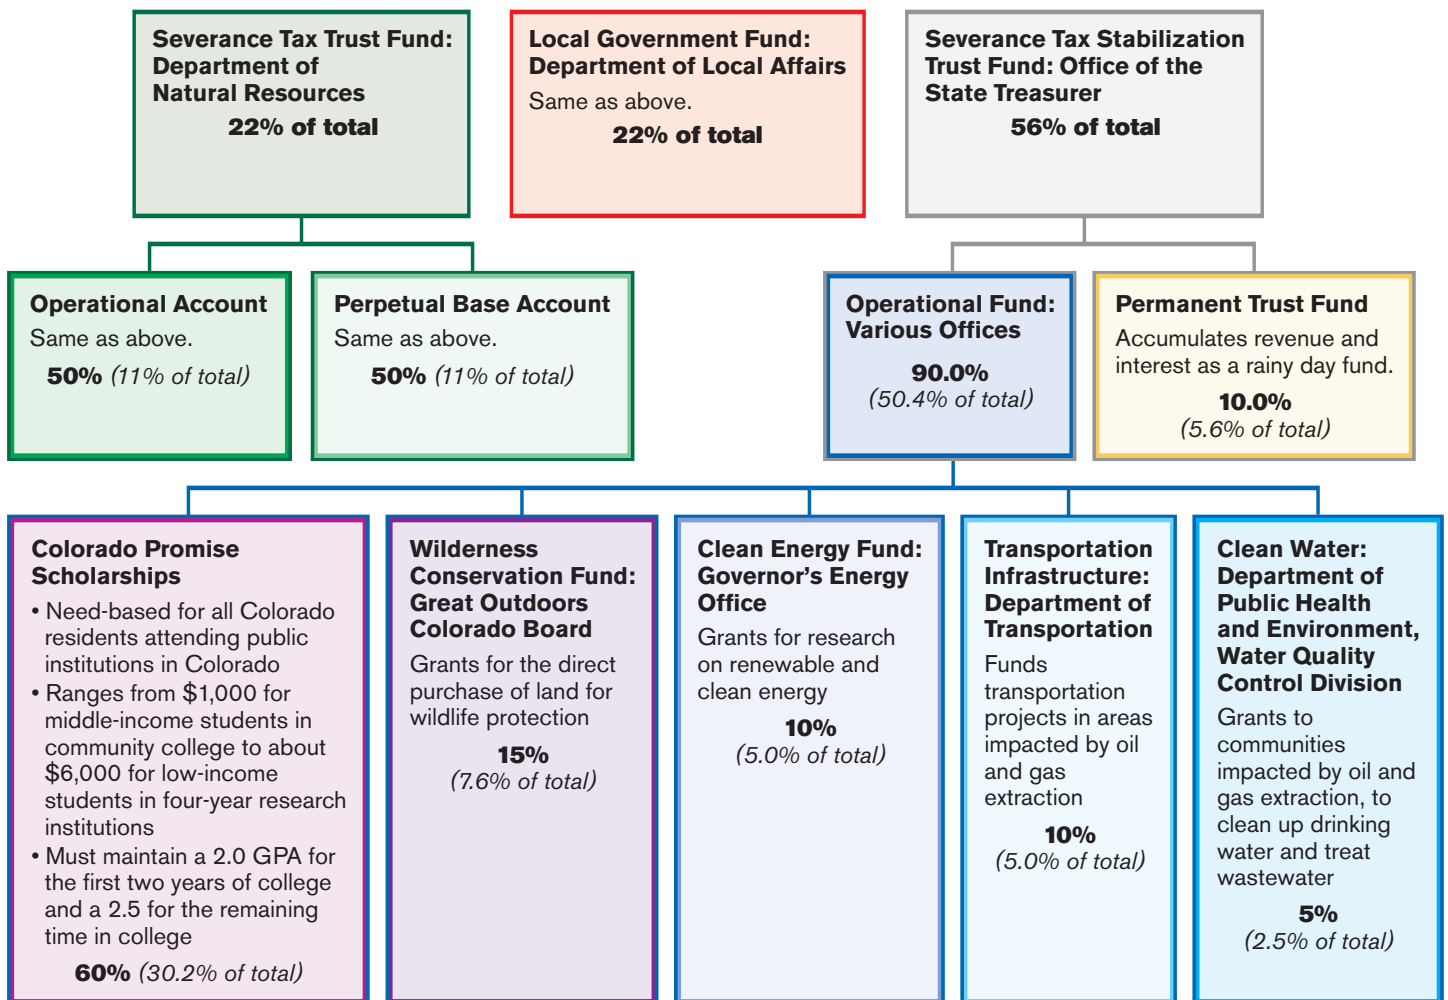 Severance Tax Trust Fund:
Department of
Natural Resources
22% of total
Local Government Fund:
Department of Local Affairs
Same as above.
22% of total
Severance Tax Stabilization
Trust Fund: Office of the
State Treasurer
56% of total
Operational Account
Same as above.
50% (11% of total)
Perpetual Base Account
Same as above.
50% (11% of total)
Operational Fund:
Various Offices
90.0%
(50.4% of total)
Permanent Trust Fund
Accumulates revenue and
interest as a rainy day fund.
10.0%
(5.6% of total)
Colorado Promise
Scholarships
• Need-based for all Colorado
residents attending public
institutions in Colorado
• Ranges from $1,000 for
middle-income students in
community college to about
$6,000 for low-income
students in four-year research
institutions
• Must maintain a 2.0 GPA for
the first two years of college
and a 2.5 for the remaining
time in college
60% (30.2% of total)
Wilderness
Conservation Fund:
Great Outdoors
Colorado Board
Grants for the direct
purchase of land for
wildlife protection
15%
(7.6% of total)
Clean Energy Fund:
Governor’s Energy
Office
Grants for research
on renewable and
clean energy
10%
(5.0% of total)
Transportation
Infrastructure:
Department of
Transportation
Funds
transportation
projects in areas
impacted by oil
and gas
extraction
10%
(5.0% of total)
Clean Water:
Department of
Public Health
and Environment,
Water Quality
Control Division
Grants to
communities
impacted by oil and
gas extraction, to
clean up drinking
water and treat
wastewater
5%
(2.5% of total)